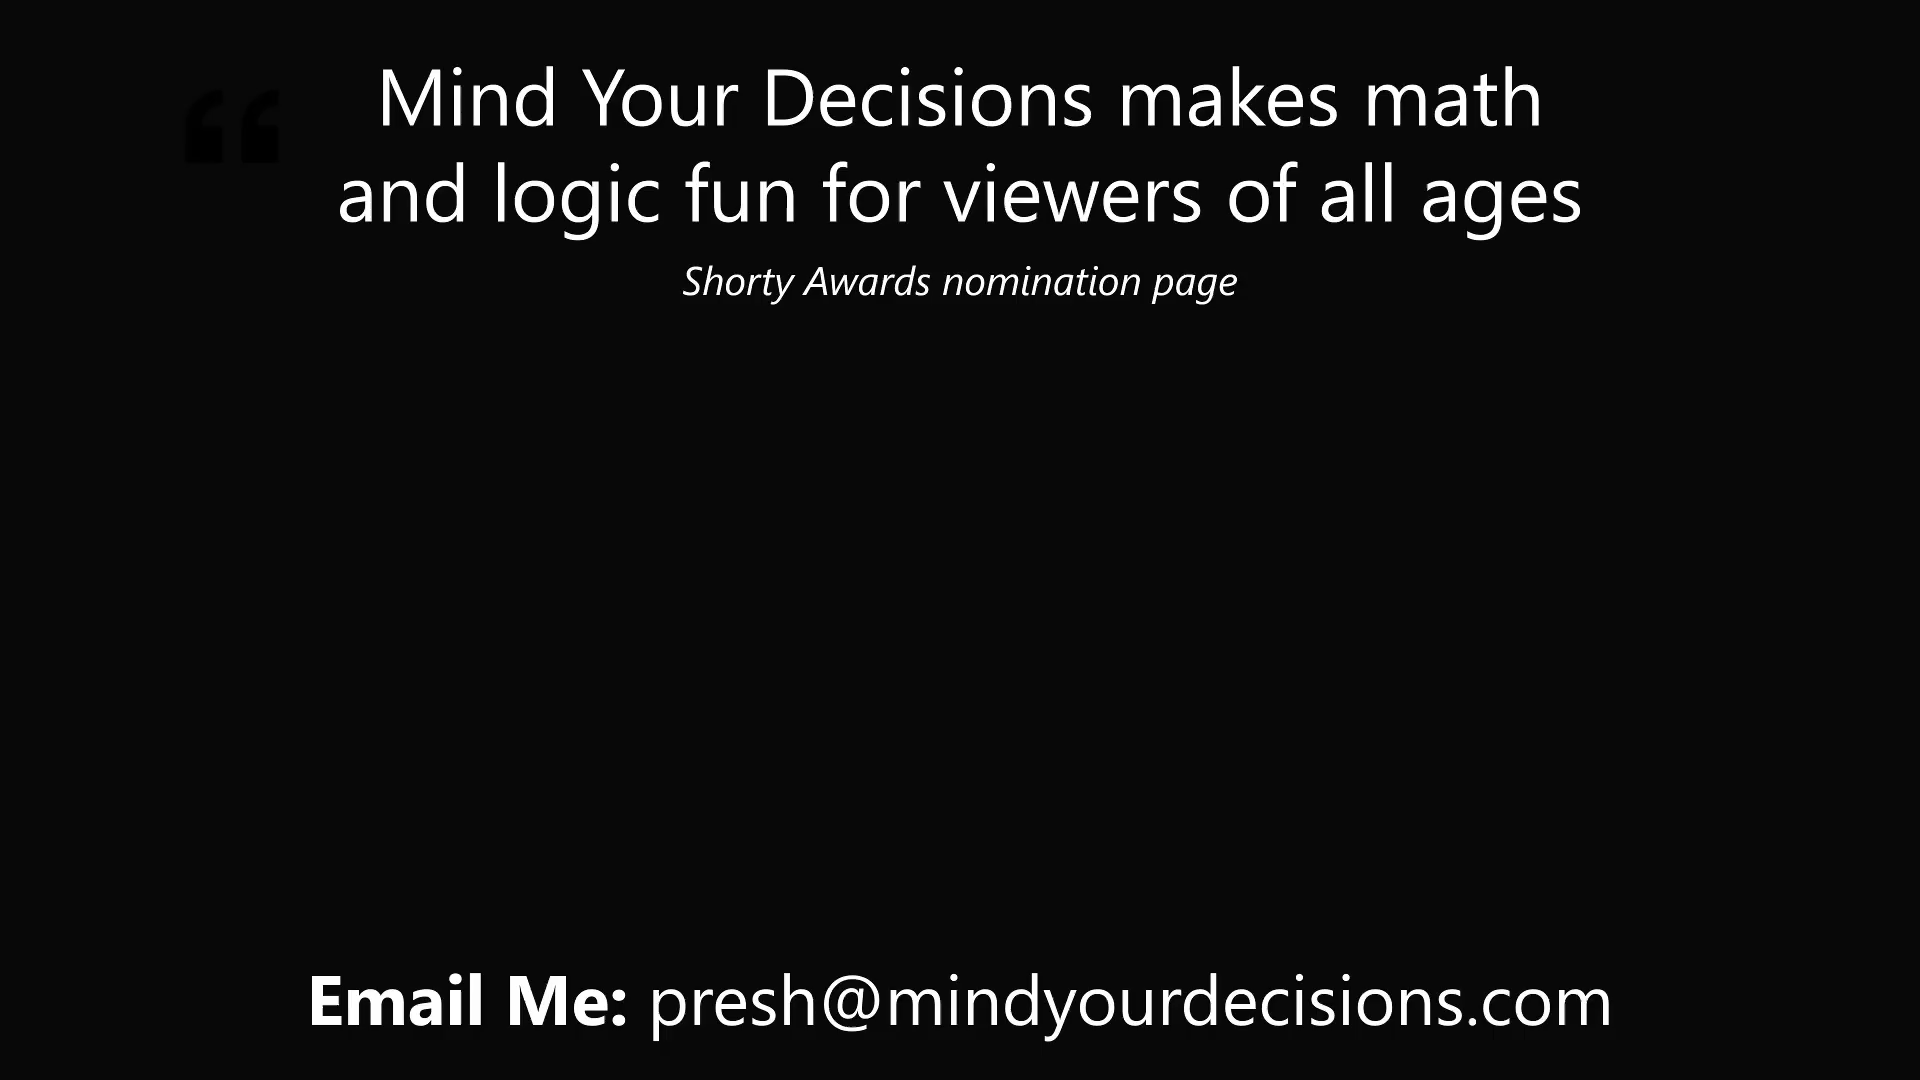 “
Mind Your Decisions makes math
and logic fun for viewers of all ages
Shorty Awards nomination page
Email Me: presh@mindyourdecisions.com